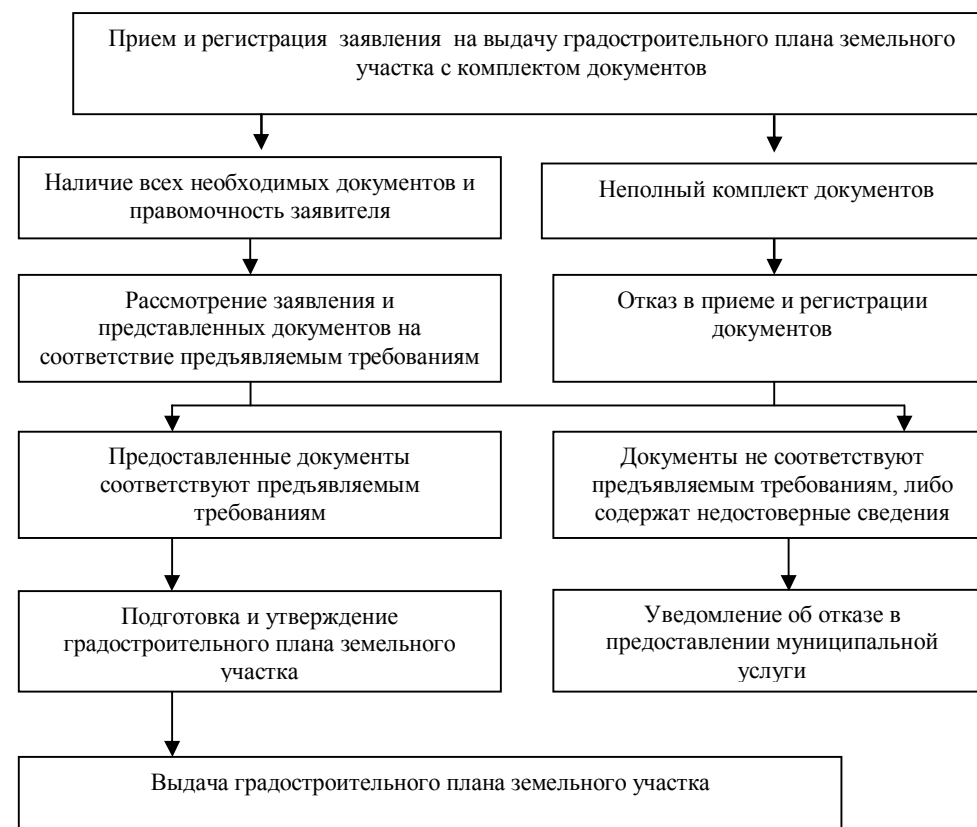 Прием и регистрация заявления на выдачу градостроительного плана земельного
участка с комплектом документов
Наличие всех необходимых документов и
правомочность заявителя
Неполный комплект документов
Рассмотрение заявления и
представленных документов на
соответствие предъявляемым требованиям
Отказ в приеме и регистрации
документов
Предоставленные документы
соответствуют предъявляемым
требованиям
Документы не соответствуют
предъявляемым требованиям, либо
содержат недостоверные сведения
Подготовка и утверждение
градостроительного плана земельного
участка
Уведомление об отказе в
предоставлении муниципальной
услуги
Выдача градостроительного плана земельного участка